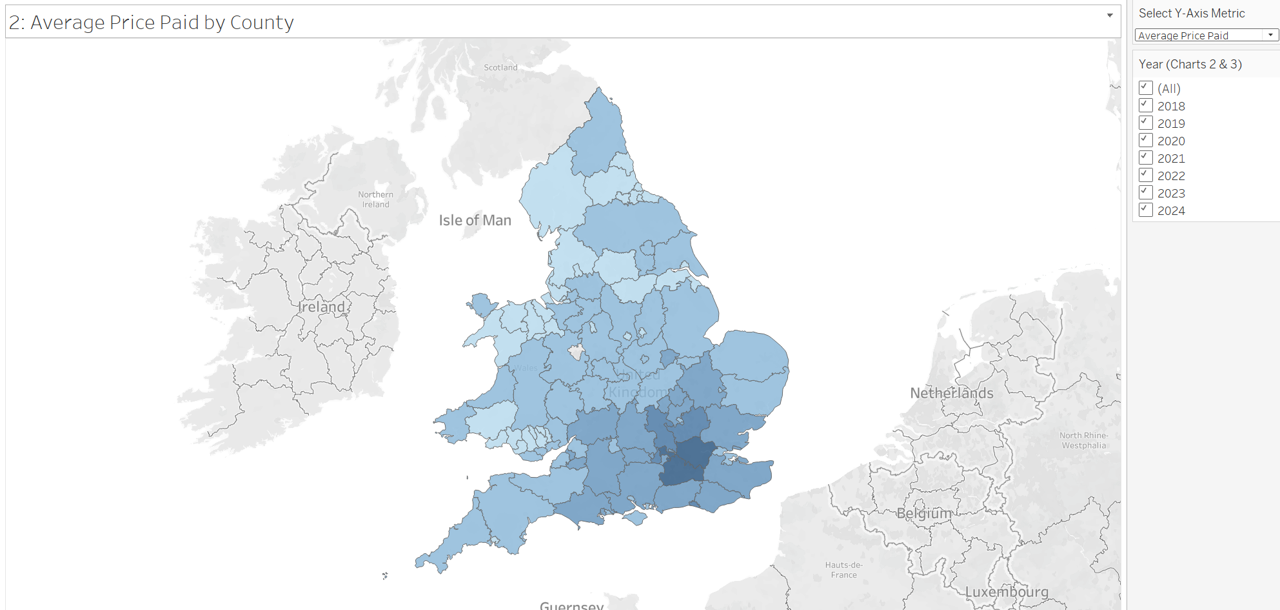 2: Average Price Paid by County
Select Y-Axis Metric
Average Price Paid
Year (Charts 2 & 3)
(All)
2018
2019
2020
2021
2022
2023
2024
Scotland
Northern
Ireland
Isle of Man
Ireland
United
Kingdom
Netherlands
North Rhine-
Westphalia
Belgium
Hauts-de-
France
Luxembourg
Guernsey